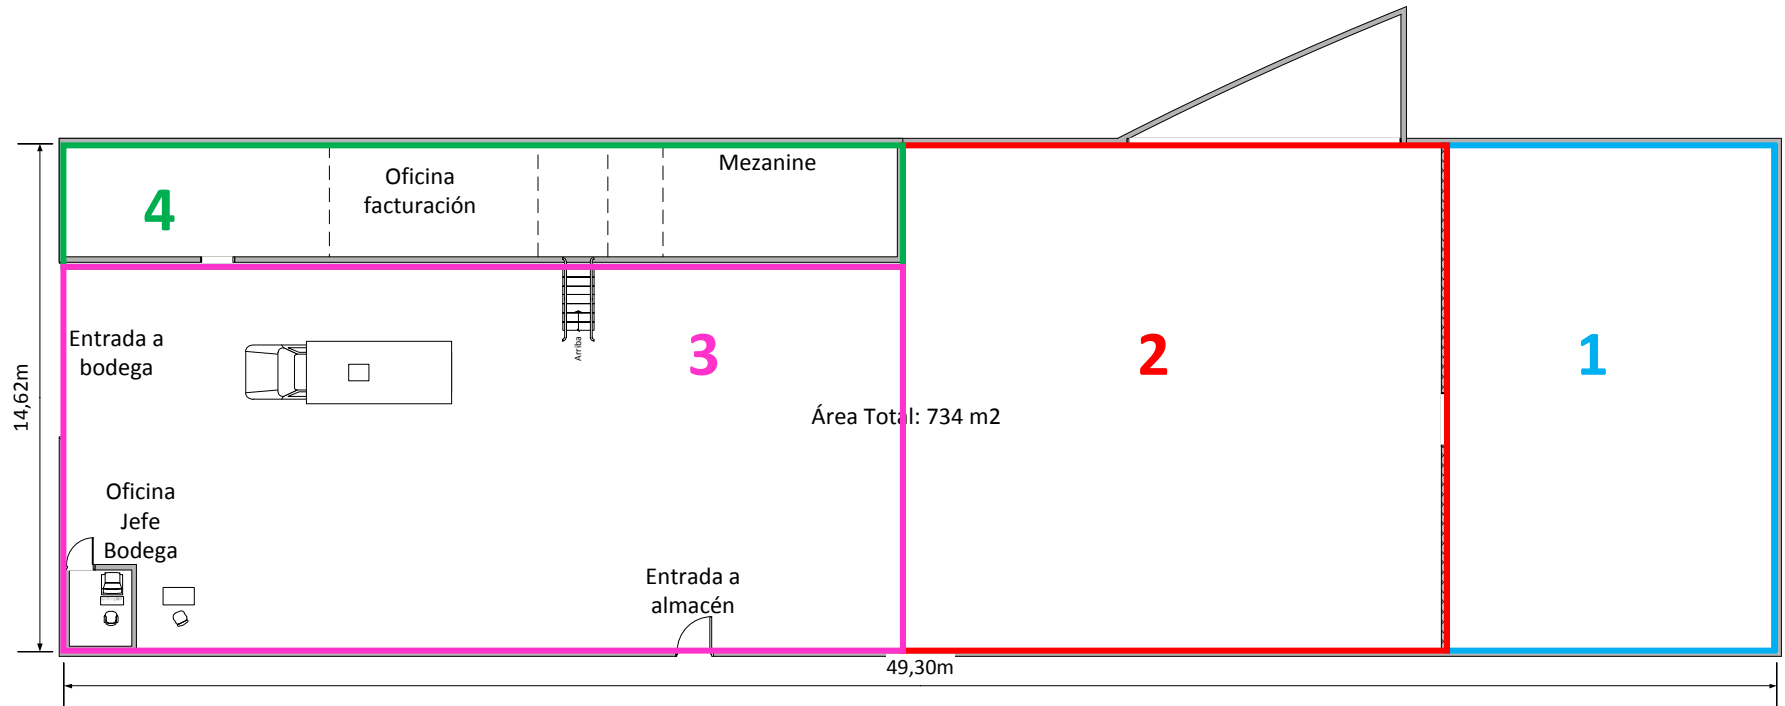 Mezanine
Oficina
facturación
4
Entrada a
bodega
Arriba
3
2
1
14,62m
Área Total: 734 m2
Oficina
Jefe
Bodega
Entrada a
almacén
49,30m